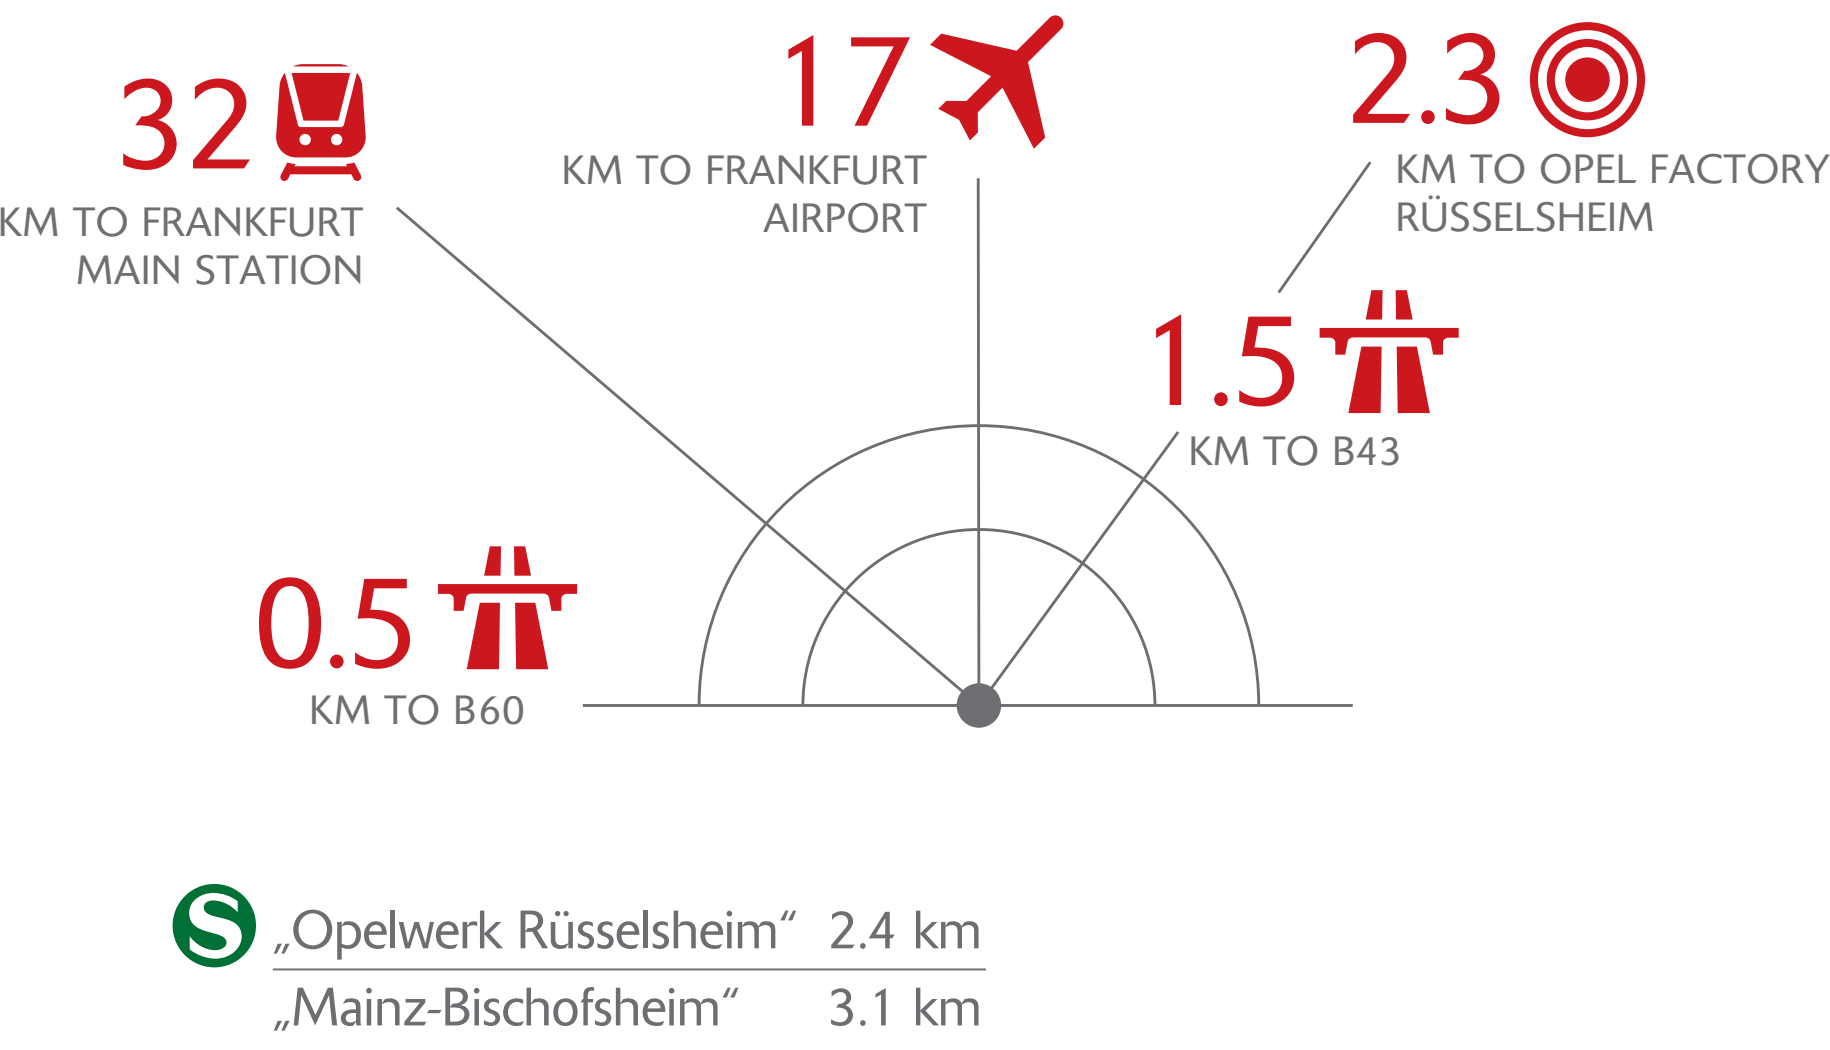 32
KM TO FRANKFURT
MAIN STATION
17
KM TO FRANKFURT
AIRPORT
2.3
KM TO OPEL FACTORY
RÜSSELSHEIM
1.5
KM TO B43
0.5
KM TO B60
S
„Opelwerk Rüsselsheim“ 2.4 km
„Mainz-Bischofsheim“ 3.1 km